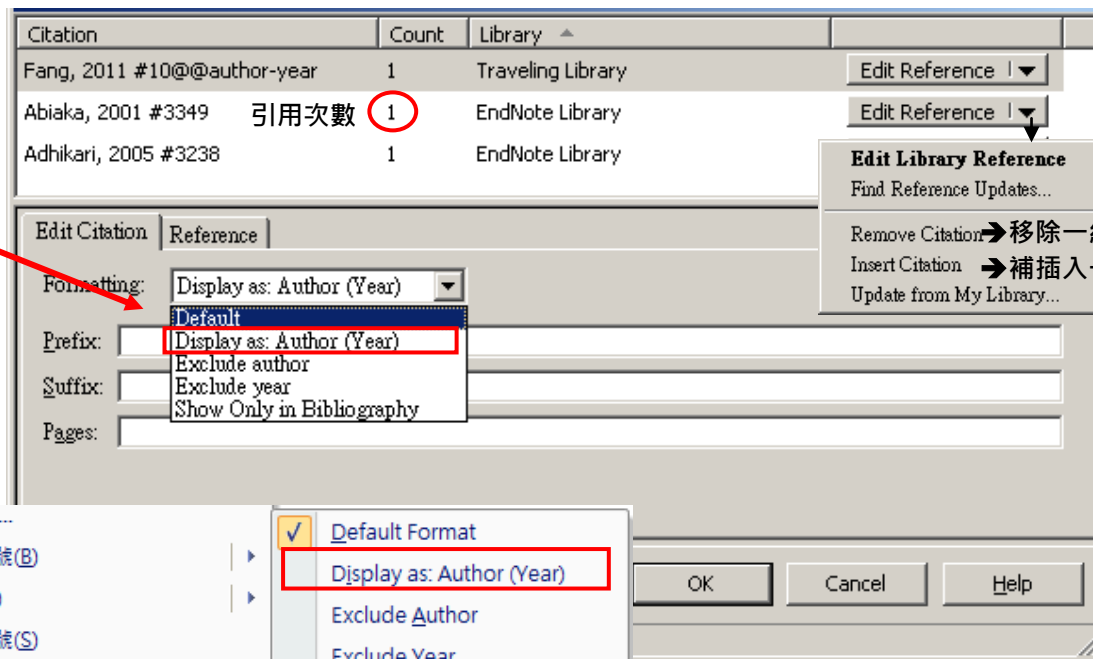 Citation Count Library
Fang, 2011 #10@@author-year 1 Traveling Library Edit Reference
Abiaka, 2001 #3349 引用次數 1 EndNote Library Edit Reference
Adhikari, 2005 #3238 1 EndNote Library
Edit Library Reference
Find Reference Updates...
Remove Citation➔移除一
Insert Citation ➔補插入
Update from My Library...
Edit Citation Reference
Formatting: Display as: Author (Year)
Default
Display as: Author (Year)
Exclude author
Exclude year
Show Only in Bibliography
Prefix:
Suffix:
Pages:
...
號(B)
)
號(S)
✓ Default Format
Display as: Author (Year)
Exclude Author
Exclude Year
OK Cancel Help